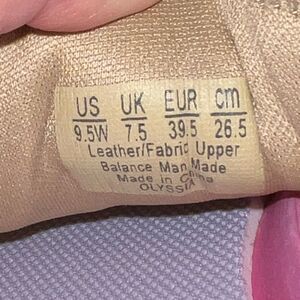 US UK EUR cm
9.5W 7.5 39.5 26.5
Leather/Fabric Upper
Balance Man Made
Made in China
OLYSSIA